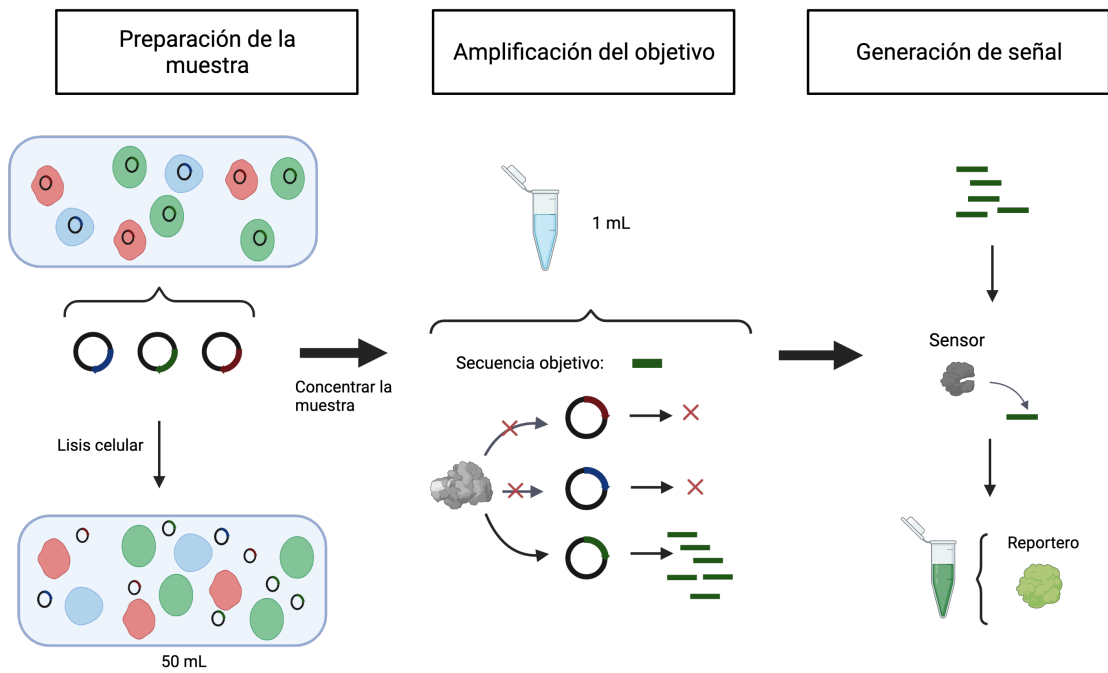 Preparación de la
muestra
Amplificación del objetivo
Generación de señal
1 mL
Concentrar la
muestra
Lisis celular
50 mL
Secuencia objetivo:
Sensor
Reportero